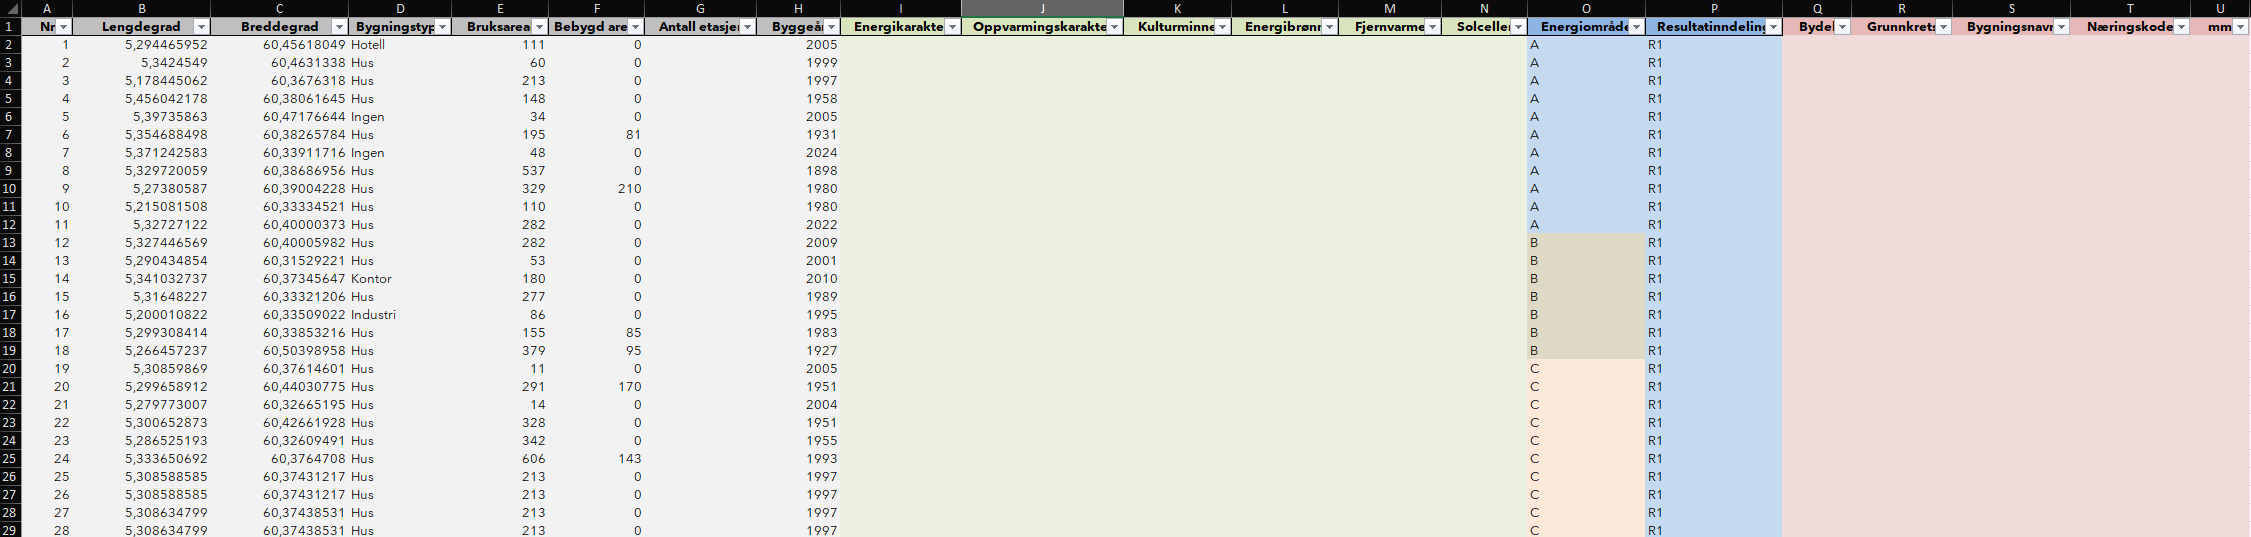 A B C D E F G H I J K L M N O P Q R S T U
1 Nr Lengdegrad Breddegrad Bygningstyp Bruksarea Bebygd are Antall etasjer Byggeår Energikarakte Oppvarmingskarakte Kulturminne Energibrønn Fjernvarme Solceller Energiområde Resultatinndeling Bydel Grunnkrets Bygningsnavn Næringskode mm
2 1 5,294465952 60,45618049 Hotell 111 0 2005 A R1
3 2 5,3424549 60,4631338 Hus 60 0 1999 A R1
4 3 5,178445062 60,3676318 Hus 213 0 1997 A R1
5 4 5,456042178 60,38061645 Hus 148 0 1958 A R1
6 5 5,39735863 60,47176644 Ingen 34 0 2005 A R1
7 6 5,354688498 60,38265784 Hus 195 81 1931 A R1
8 7 5,371242583 60,33911716 Ingen 48 0 2024 A R1
9 8 5,329720059 60,38686956 Hus 537 0 1898 A R1
10 9 5,27380587 60,39004228 Hus 329 210 1980 A R1
11 10 5,215081508 60,33334521 Hus 110 0 1980 A R1
12 11 5,32727122 60,40000373 Hus 282 0 2022 A R1
13 12 5,327446569 60,40005982 Hus 282 0 2009 B R1
14 13 5,290434854 60,31529221 Hus 53 0 2001 B R1
15 14 5,341032737 60,37345647 Kontor 180 0 2010 B R1
16 15 5,31648227 60,33321206 Hus 277 0 1989 B R1
17 16 5,200010822 60,33509022 Industri 86 0 1995 B R1
18 17 5,299308414 60,33853216 Hus 155 85 1983 B R1
19 18 5,266457237 60,50398958 Hus 379 95 1927 B R1
20 19 5,30859869 60,37614601 Hus 11 0 2005 C R1
21 20 5,299658912 60,44030775 Hus 291 170 1951 C R1
22 21 5,279773007 60,32665195 Hus 14 0 2004 C R1
23 22 5,300652873 60,42661928 Hus 328 0 1951 C R1
24 23 5,286525193 60,32609491 Hus 342 0 1955 C R1
25 24 5,333650692 60,3764708 Hus 606 143 1993 C R1
26 25 5,308588585 60,37431217 Hus 213 0 1997 C R1
27 26 5,308588585 60,37431217 Hus 213 0 1997 C R1
28 27 5,308634799 60,37438531 Hus 213 0 1997 C R1
29 28 5,308634799 60,37438531 Hus 213 0 1997 C R1